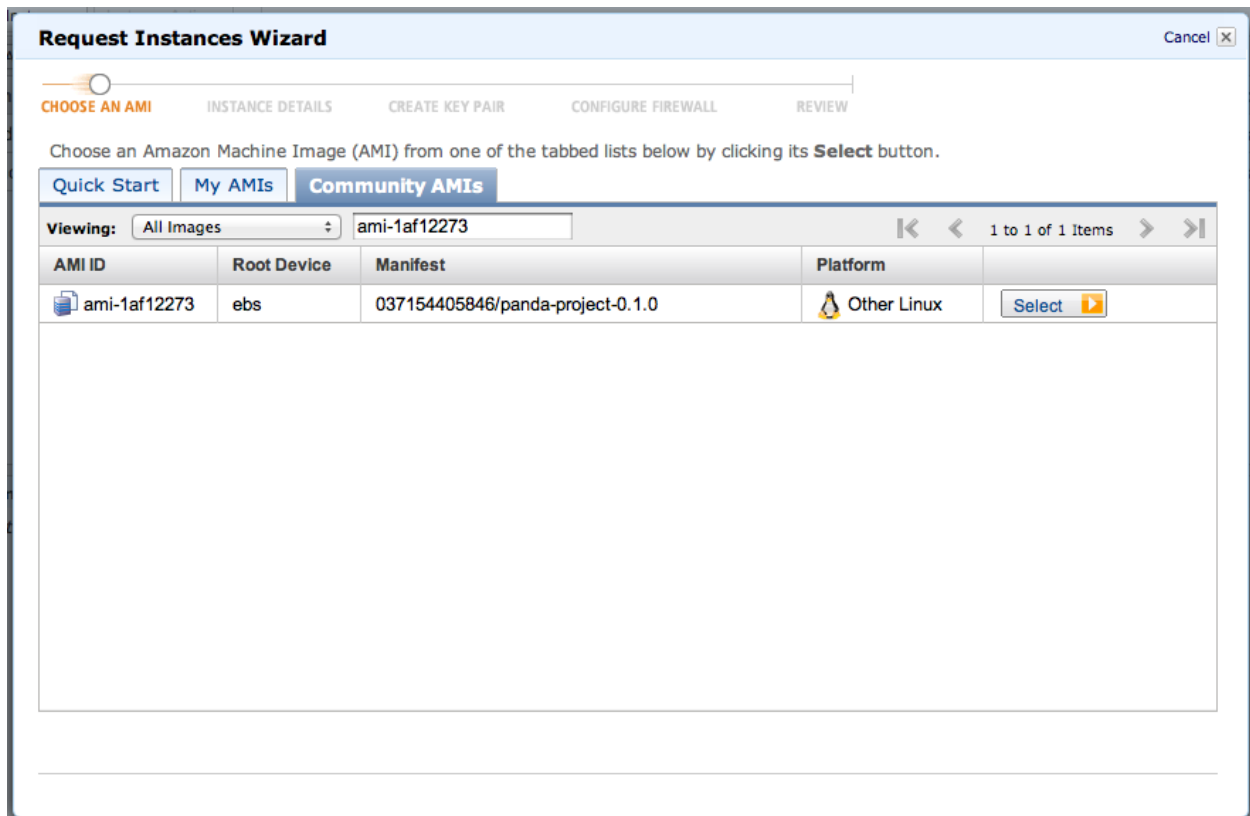 Request Instances Wizard
Cancel
CHOOSE AN AMI INSTANCE DETAILS CREATE KEY PAIR CONFIGURE FIREWALL REVIEW
Choose an Amazon Machine Image (AMI) from one of the tabbed lists below by clicking its Select button.
Quick Start My AMIs Community AMIs
Viewing: All Images ami-1af12273 1 to 1 of 1 Items
AMI ID Root Device Manifest Platform
ami-1af12273 ebs 037154405846/panda-project-0.1.0 Other Linux Select